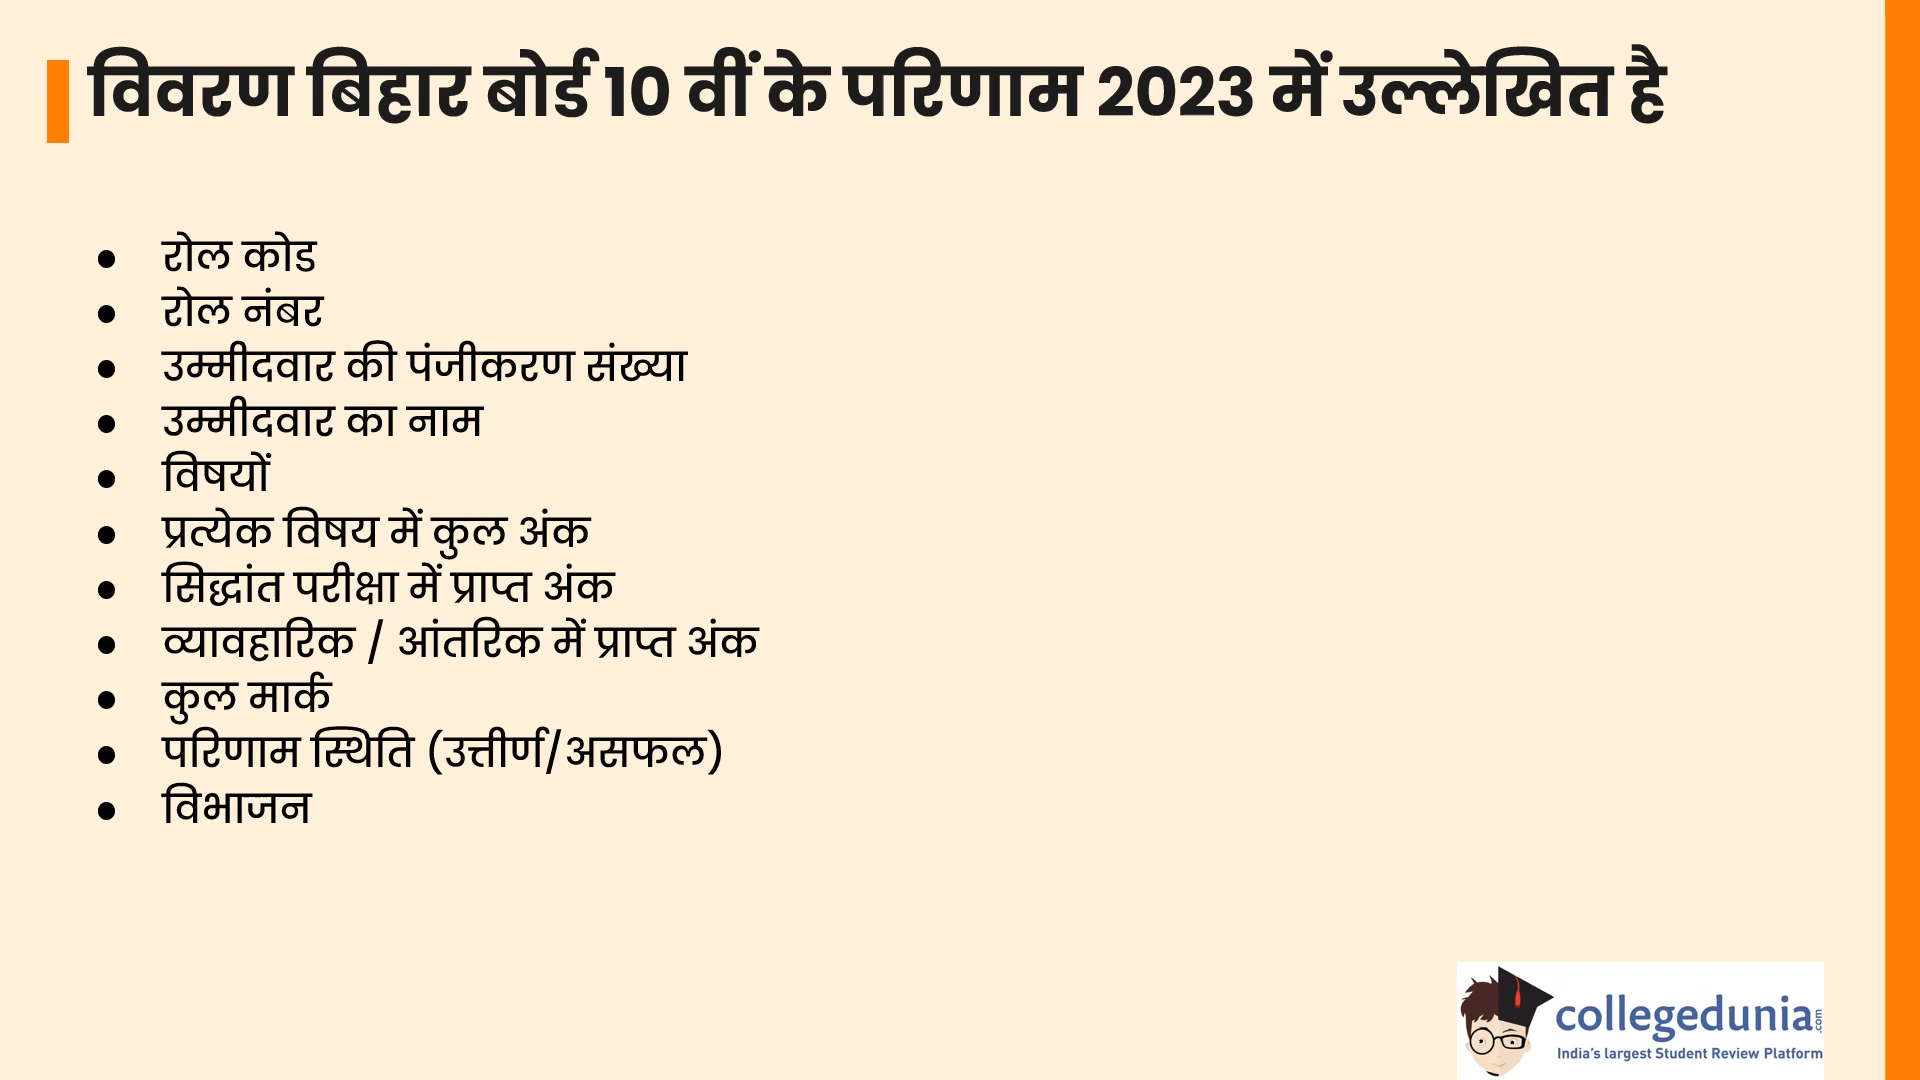 विवरण बिहार बोर्ड 10 वीं के परिणाम 2023 में उल्लेखित है
● रोल कोड
● रोल नंबर
● उम्मीदवार की पंजीकरण संख्या
● उम्मीदवार का नाम
● विषयों
● प्रत्येक विषय में कुल अंक
● सिद्धांत परीक्षा में प्राप्त अंक
● व्यावहारिक / आंतरिक में प्राप्त अंक
● कुल मार्क
● परिणाम स्थिति (उत्तीर्ण/असफल)
● विभाजन
collegedunia.com
India's largest Student Review Platform